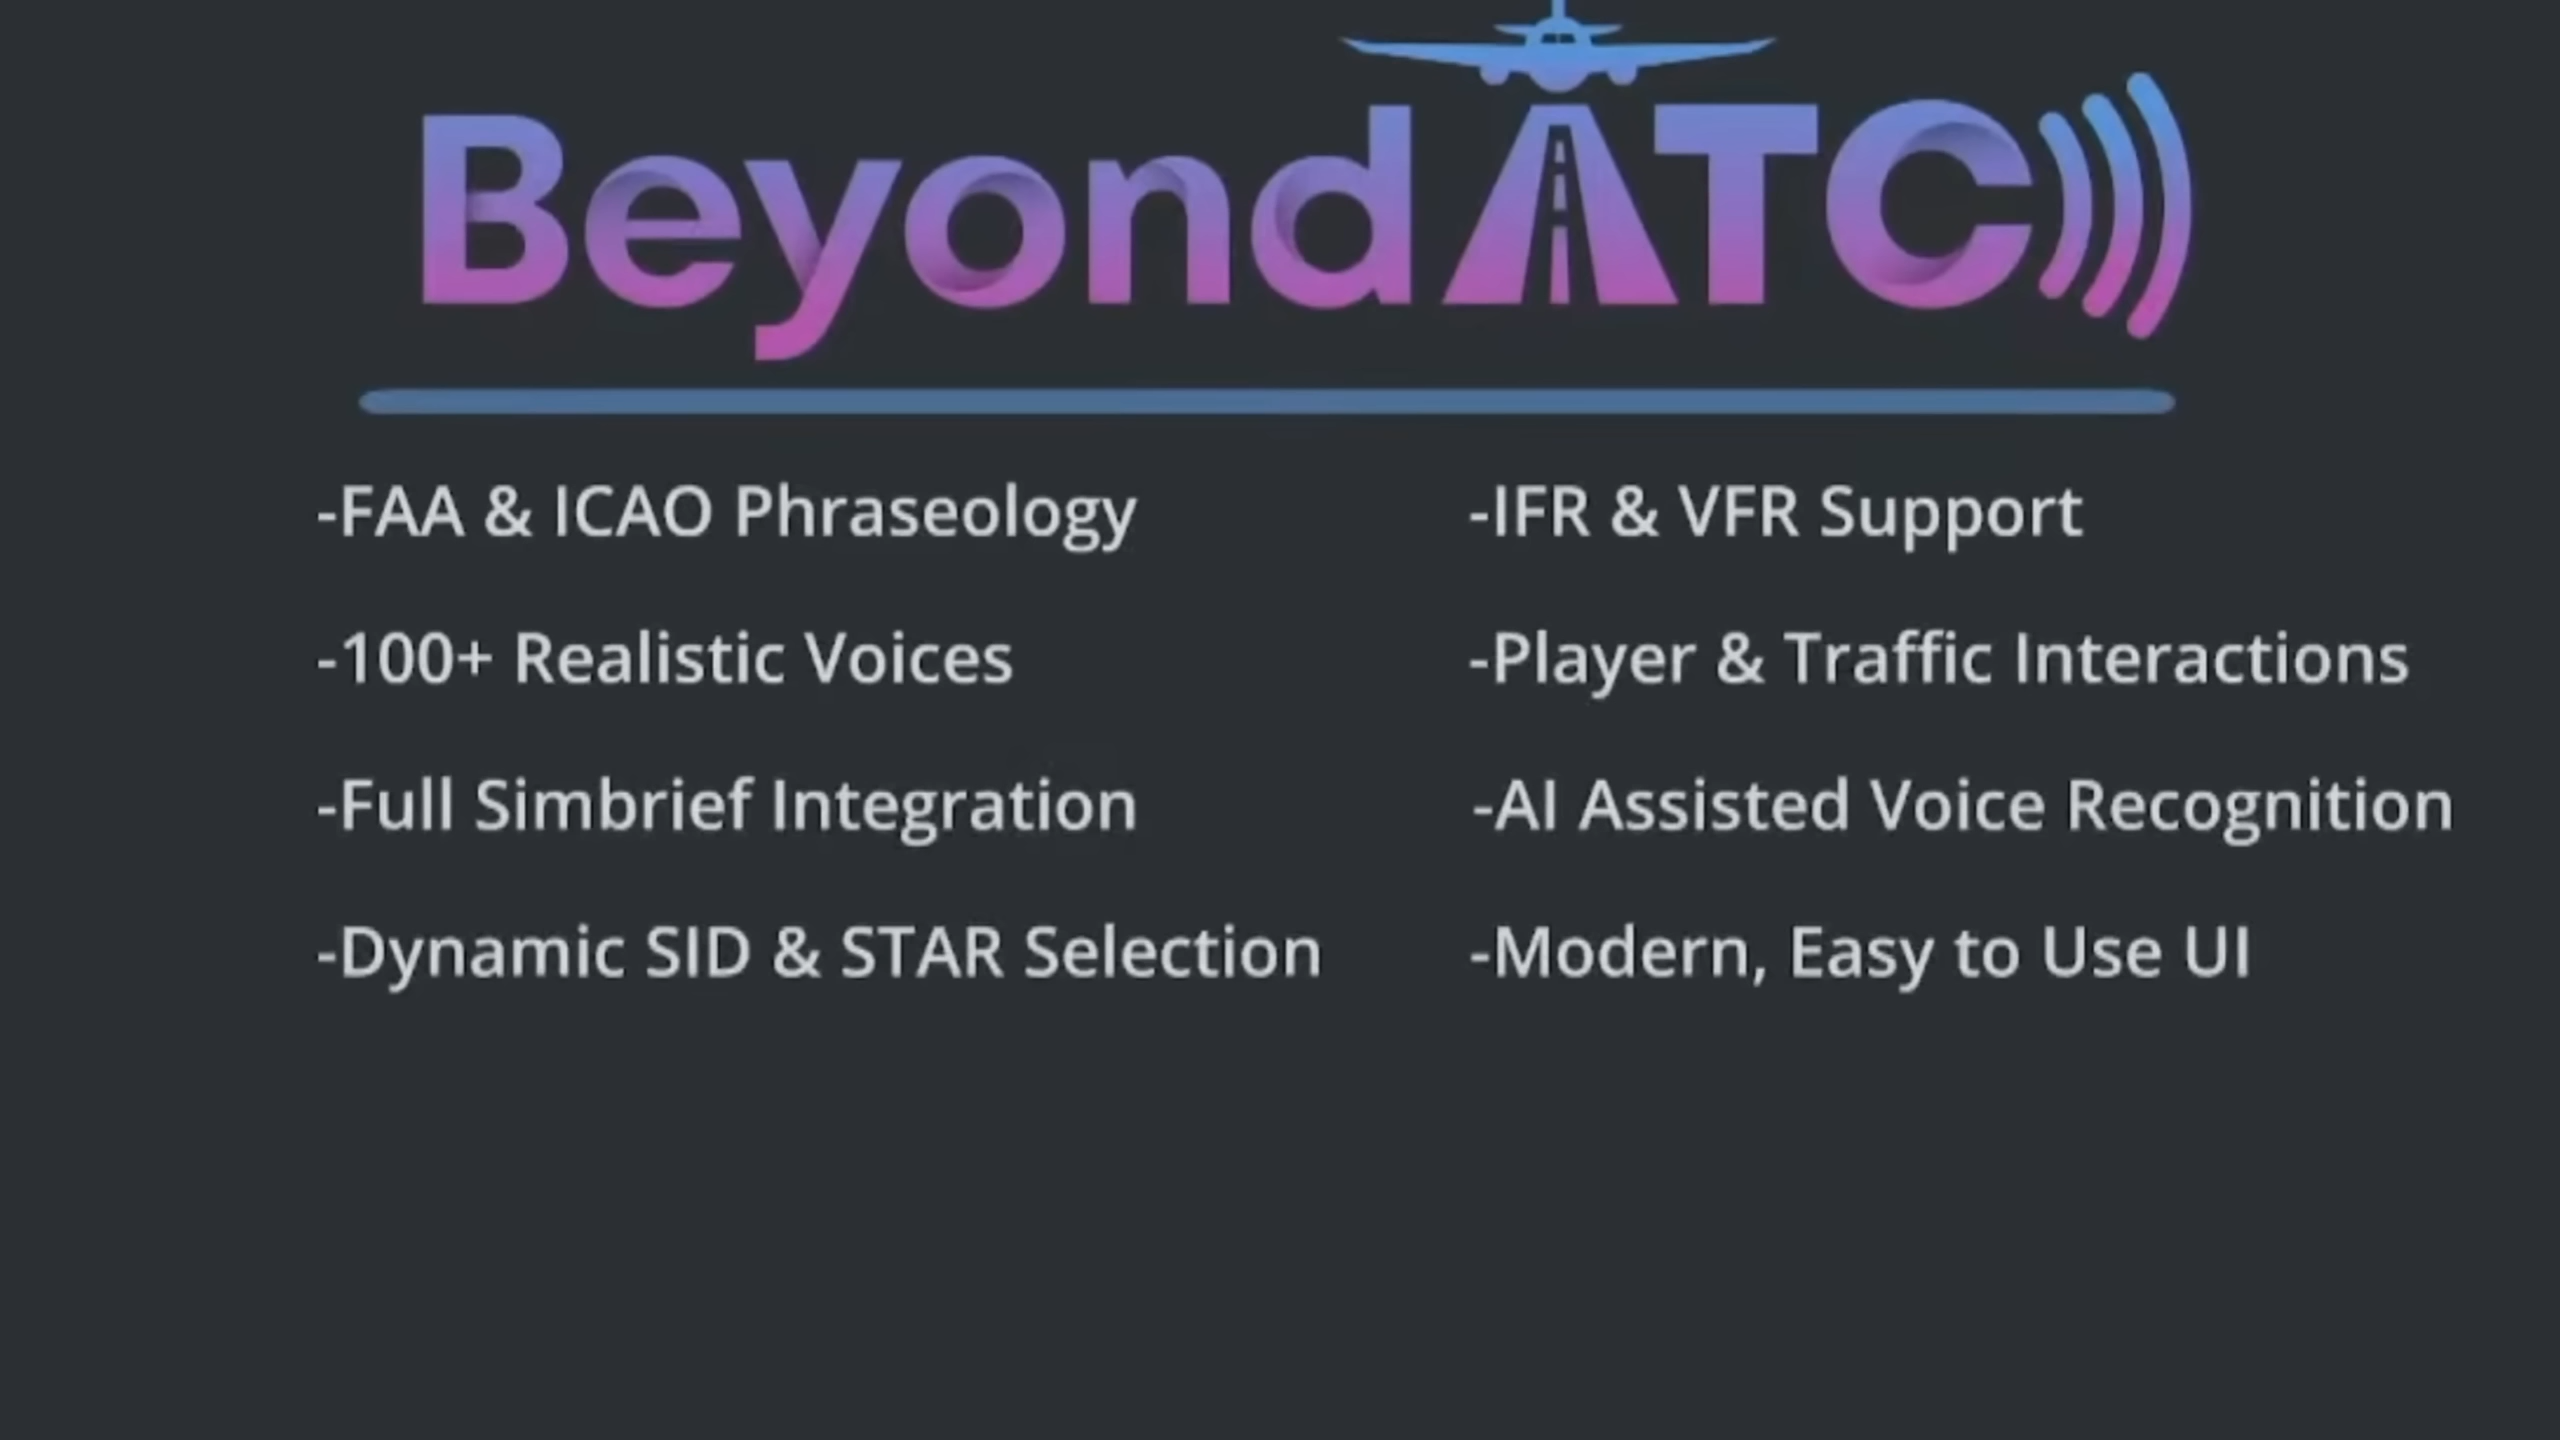 BeyondATC
-FAA & ICAO Phraseology
-100+ Realistic Voices
-Full Simbrief Integration
-Dynamic SID & STAR Selection
-IFR & VFR Support
-Player & Traffic Interactions
-AI Assisted Voice Recognition
-Modern, Easy to Use UI